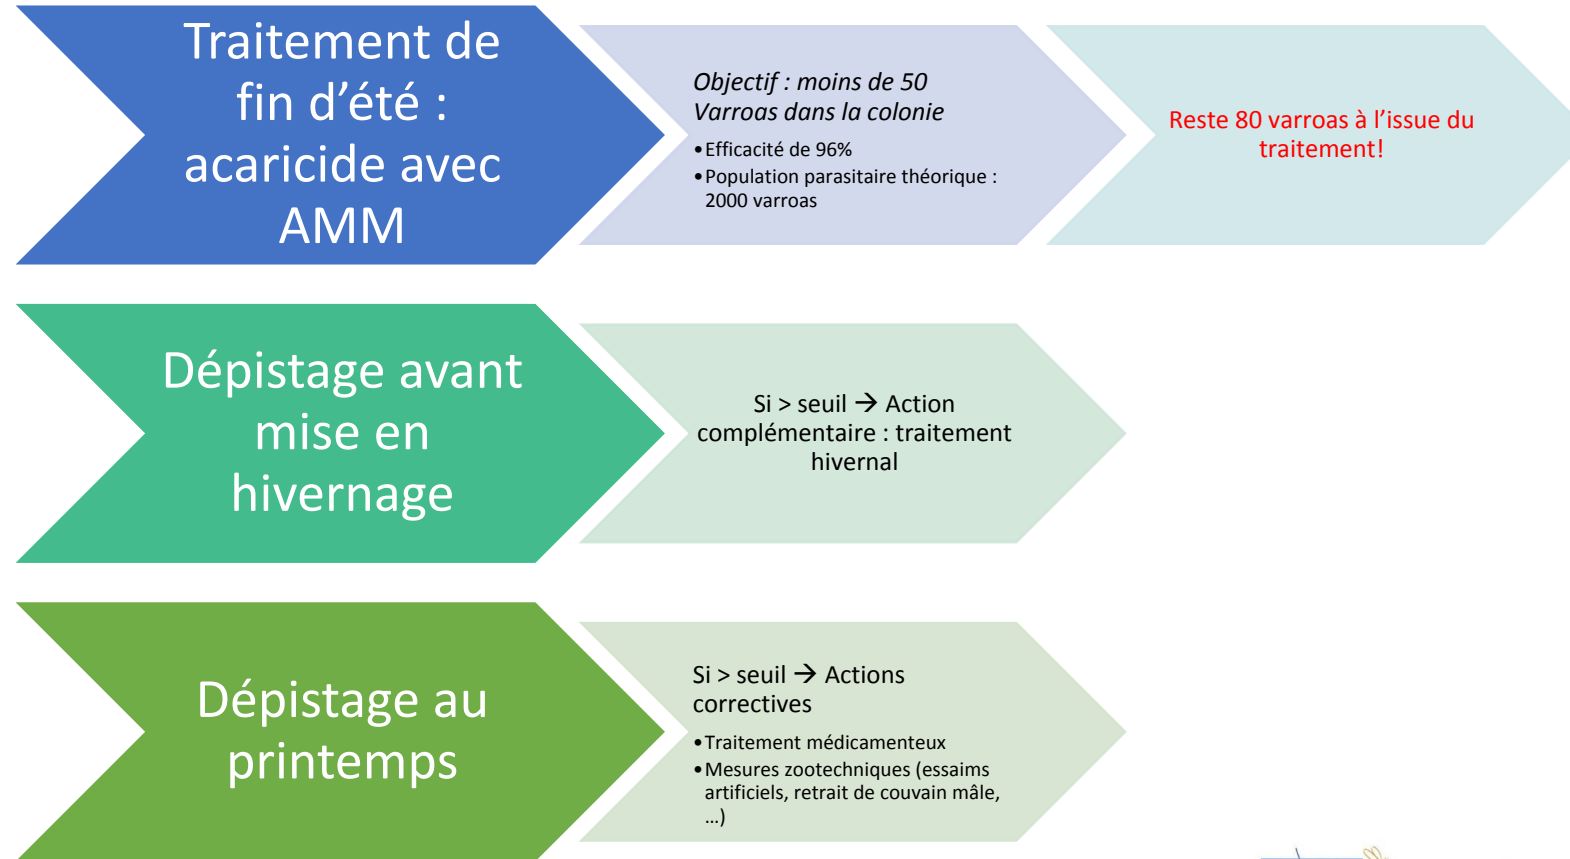 Traitement de
fin d’été :
acaricide avec
AMM
Objectif : moins de 50
Varroas dans la colonie
•Efficacité de 96%
•Population parasitaire théorique :
2000 varroas
Reste 80 varroas à l’issue du
traitement!
Dépistage avant
mise en
hivernage
Si > seuil → Action
complémentaire : traitement
hivernal
Dépistage au
printemps
Si > seuil → Actions
correctives
•Traitement médicamenteux
•Mesures zootechniques (essaims
artificiels, retrait de couvain mâle,
…)